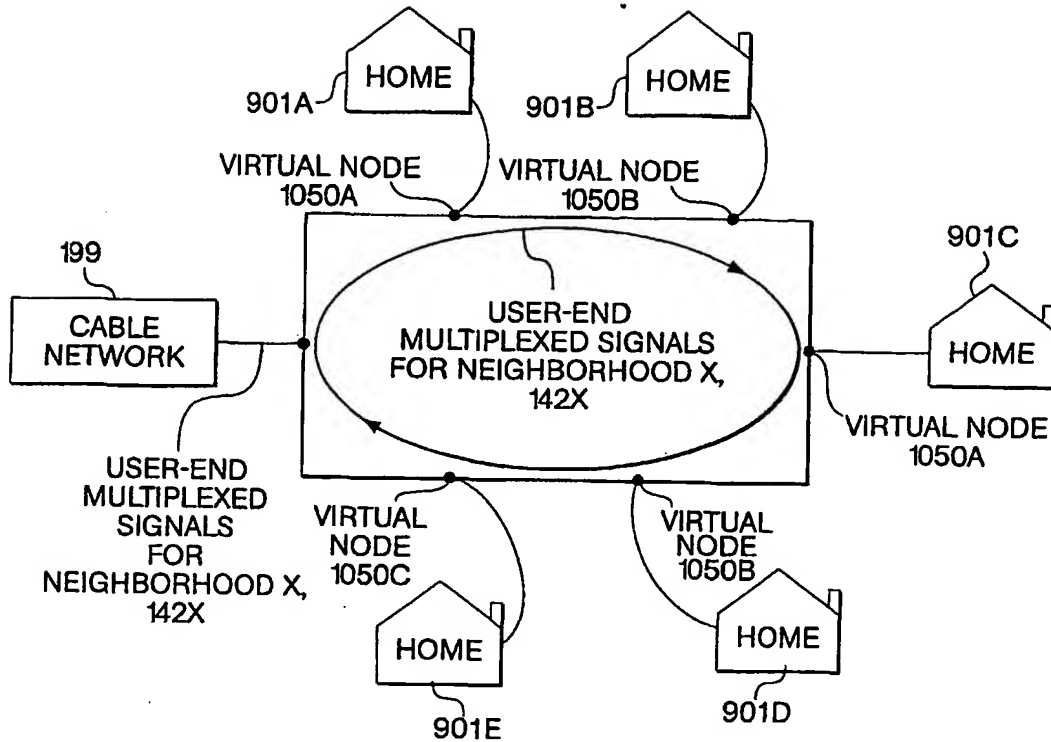 HOME
901A
HOME
901B
VIRTUAL NODE
1050A
VIRTUAL NODE
1050B
901C
HOME
199
CABLE
NETWORK
USER-END
MULTIPLEXED SIGNALS
FOR NEIGHBORHOOD X,
142X
VIRTUAL NODE
1050A
USER-END
MULTIPLEXED
SIGNALS
FOR
NEIGHBORHOOD X,
142X
VIRTUAL
NODE
1050C
VIRTUAL
NODE
1050B
HOME
901E
HOME
901D